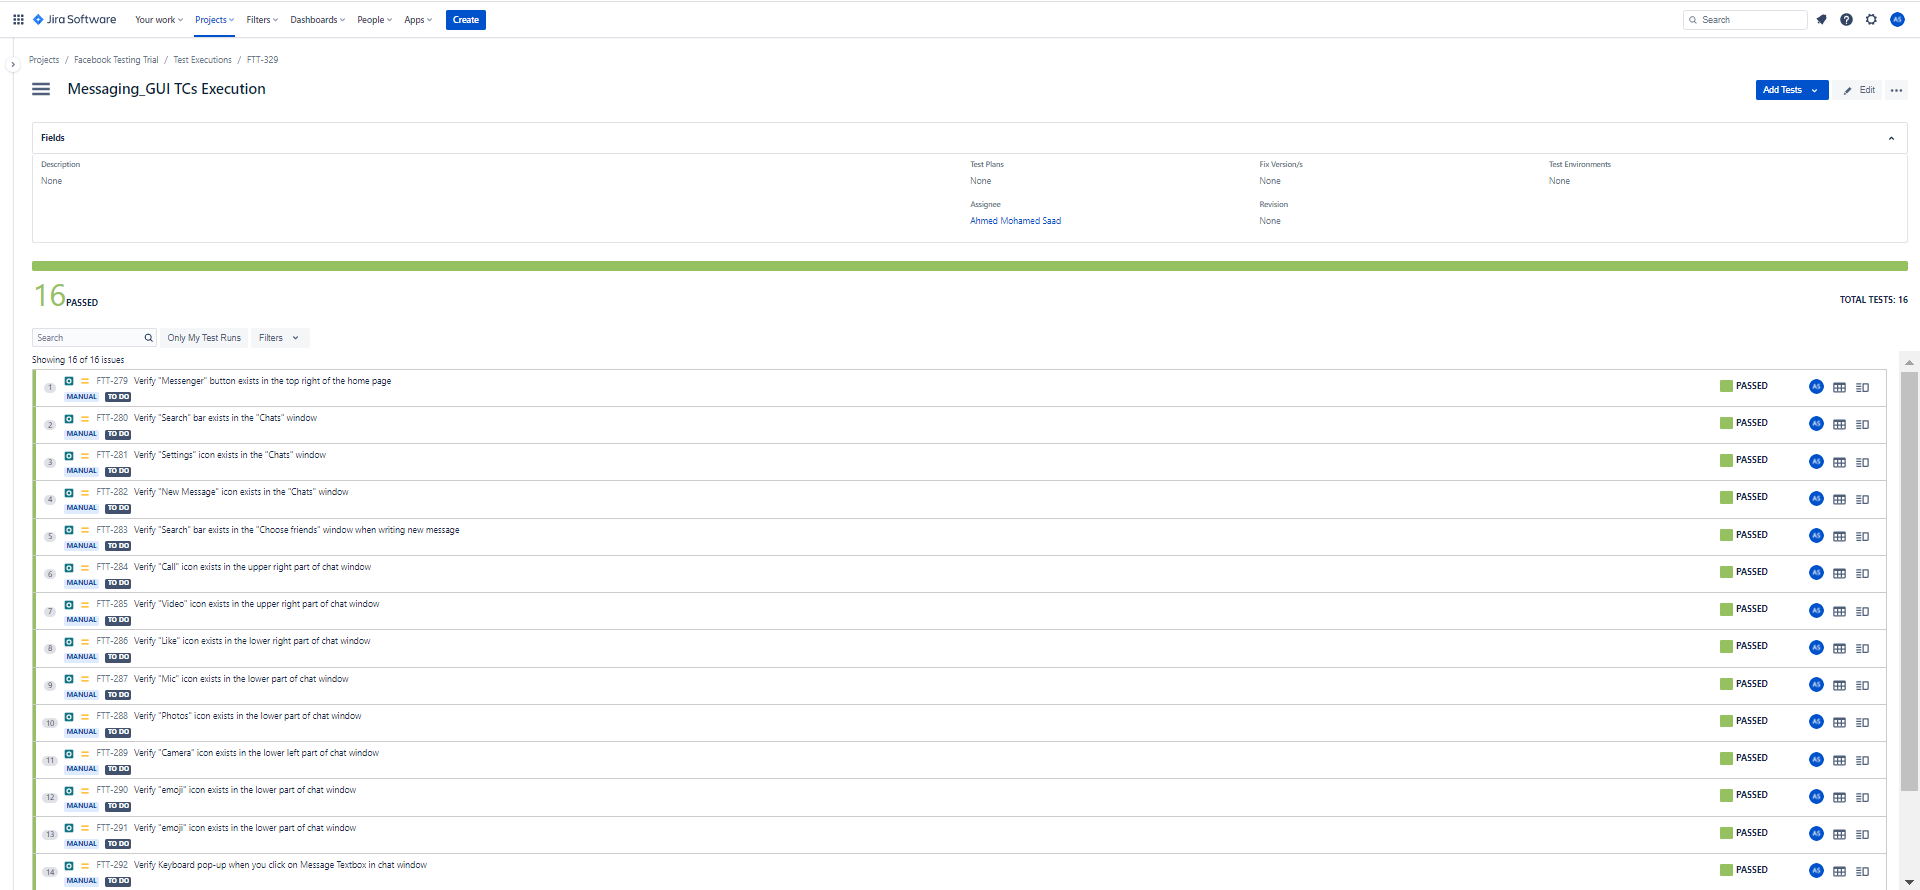 Jira Software Your work Projects Filters Dashboards People Apps Create Search AS
Projects / Facebook Testing Trial / Test Executions / FTT-329
Messaging_GUI TCs Execution
Add Tests Edit
Fields
Description Test Plans Fix Version/s Test Environments
None None None None
Assignee Revision
Ahmed Mohamed Saad None
16 PASSED
TOTAL TESTS: 16
Search Only My Test Runs Filters
Showing 16 of 16 issues
1 FTT-279 Verify "Messenger" button exists in the top right of the home page PASSED AS
MANUAL TO DO
2 FTT-280 Verify "Search" bar exists in the "Chats" window PASSED AS
MANUAL TO DO
3 FTT-281 Verify "Settings" icon exists in the "Chats" window PASSED AS
MANUAL TO DO
4 FTT-282 Verify "New Message" icon exists in the "Chats" window PASSED AS
MANUAL TO DO
5 FTT-283 Verify "Search" bar exists in the "Choose friends" window when writing new message PASSED AS
MANUAL TO DO
6 FTT-284 Verify "Call" icon exists in the upper right part of chat window PASSED AS
MANUAL TO DO
7 FTT-285 Verify "Video" icon exists in the upper right part of chat window PASSED AS
MANUAL TO DO
8 FTT-286 Verify "Like" icon exists in the lower right part of chat window PASSED AS
MANUAL TO DO
9 FTT-287 Verify "Mic" icon exists in the lower part of chat window PASSED AS
MANUAL TO DO
10 FTT-288 Verify "Photos" icon exists in the lower part of chat window PASSED AS
MANUAL TO DO
11 FTT-289 Verify "Camera" icon exists in the lower left part of chat window PASSED AS
MANUAL TO DO
12 FTT-290 Verify "emoji" icon exists in the lower part of chat window PASSED AS
MANUAL TO DO
13 FTT-291 Verify "emoji" icon exists in the lower part of chat window PASSED AS
MANUAL TO DO
14 FTT-292 Verify Keyboard pop-up when you click on Message Textbox in chat window PASSED AS
MANUAL TO DO